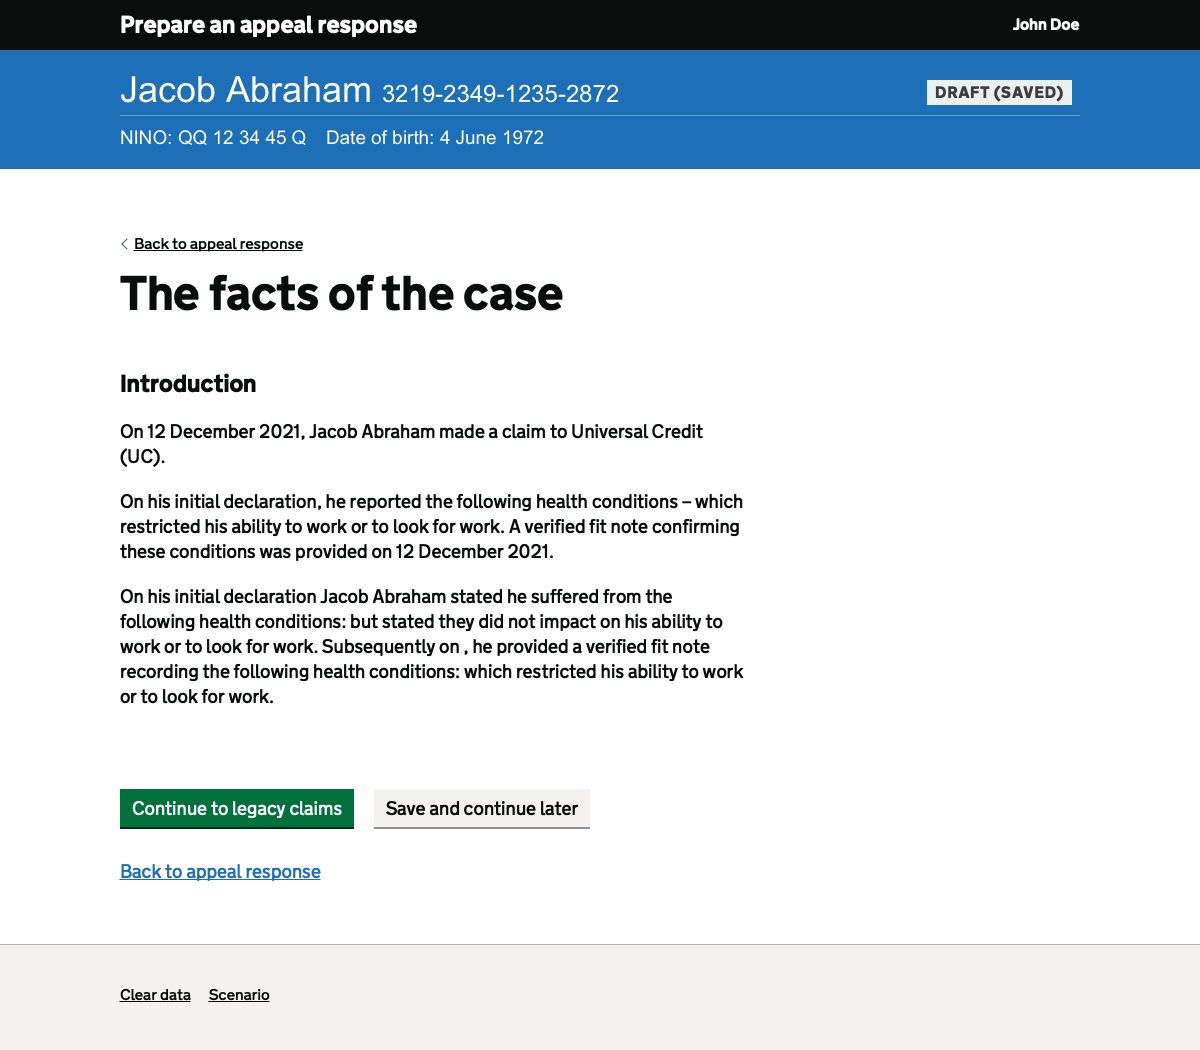 Prepare an appeal response
John Doe
Jacob Abraham 3219-2349-1235-2872
DRAFT (SAVED)
NINO: QQ 12 34 45 Q Date of birth: 4 June 1972
Back to appeal response
The facts of the case
Introduction
On 12 December 2021, Jacob Abraham made a claim to Universal Credit
(UC).
On his initial declaration, he reported the following health conditions – which
restricted his ability to work or to look for work. A verified fit note confirming
these conditions was provided on 12 December 2021.
On his initial declaration Jacob Abraham stated he suffered from the
following health conditions: but stated they did not impact on his ability to
work or to look for work. Subsequently on , he provided a verified fit note
recording the following health conditions: which restricted his ability to work
or to look for work.
Continue to legacy claims
Save and continue later
Back to appeal response
Clear data
Scenario